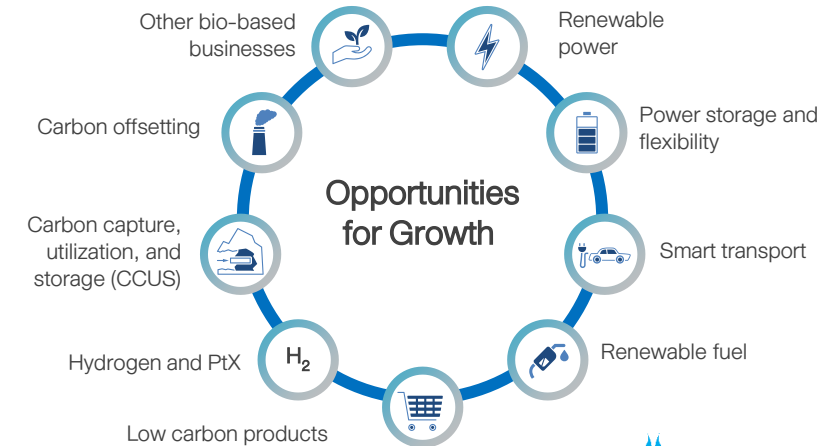 Opportunities
for Growth
Renewable
power
Power storage and
flexibility
Smart transport
Renewable fuel
Low carbon products
Hydrogen and PtX
H₂
Carbon capture,
utilization, and
storage (CCUS)
Carbon offsetting
Other bio-based
businesses